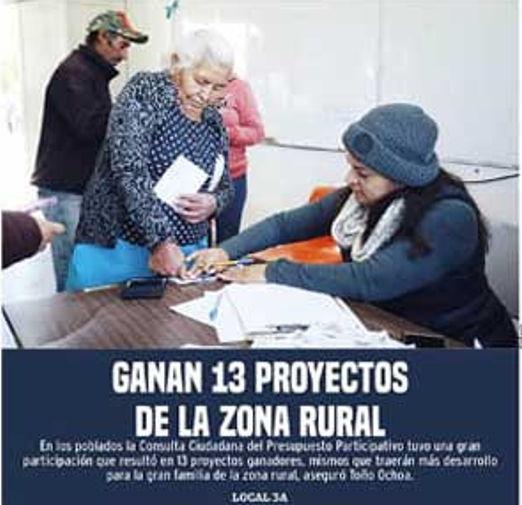 GANAN 13 PROYECTOS
DE LA ZONA RURAL
En los poblados la Consulta Ciudadana del Presupuesto Participativo tuvo una gran
participación que resultó en 13 proyectos ganadores, mismos que traerán más desarrollo
para la gran familia de la zona rural, aseguró Toño Ochoa.
LOCAL 3A